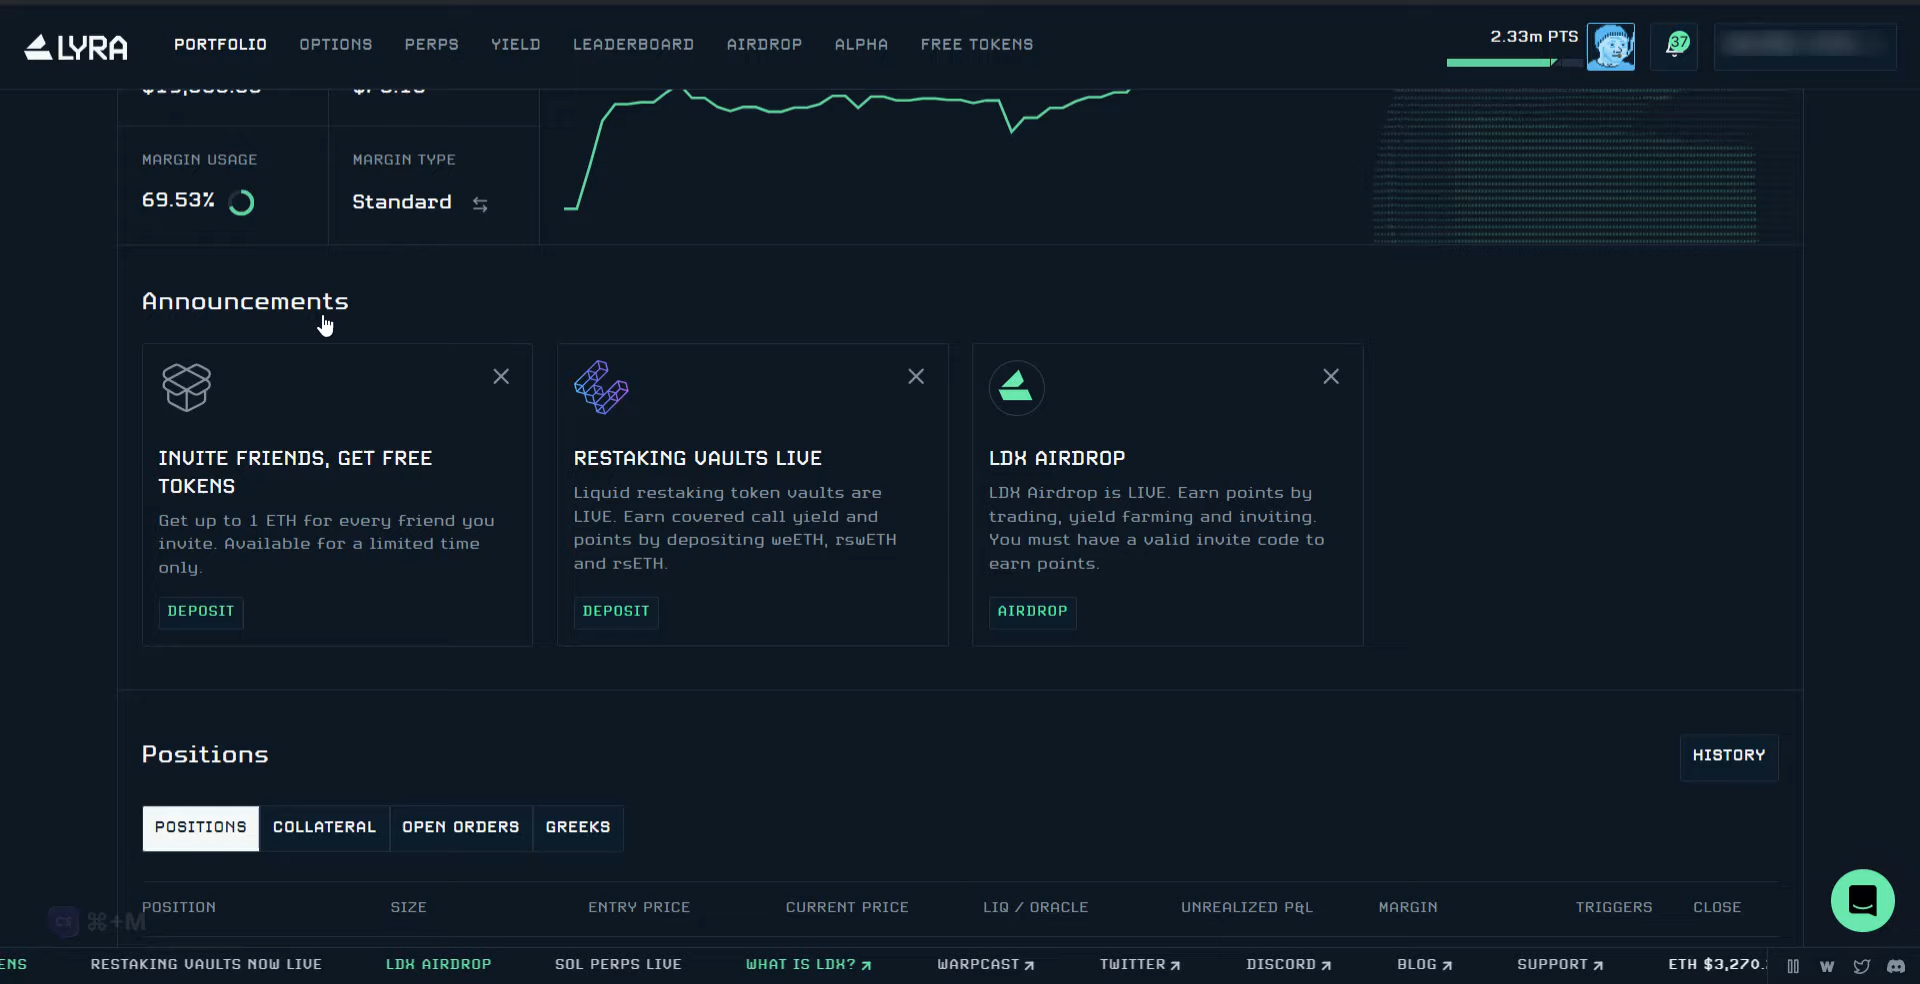 LYRA
PORTFOLIO OPTIONS PERPS YIELD LEADERBOARD AIRDROP ALPHA FREE TOKENS
2.33m PTS
37
MARGIN USAGE
69.53%
MARGIN TYPE
Standard
Announcements
INVITE FRIENDS, GET FREE
TOKENS
Get up to 1 ETH for every friend you
invite. Available for a limited time
only.
DEPOSIT
RESTAKING VAULTS LIVE
Liquid restaking token vaults are
LIVE. Earn covered call yield and
points by depositing weETH, rswETH
and rsETH.
DEPOSIT
LDX AIRDROP
LDX Airdrop is LIVE. Earn points by
trading, yield farming and inviting.
You must have a valid invite code to
earn points.
AIRDROP
Positions
HISTORY
POSITIONS COLLATERAL OPEN ORDERS GREEKS
POSITION SIZE ENTRY PRICE CURRENT PRICE LIQ / ORACLE UNREALIZED P&L MARGIN TRIGGERS CLOSE
CS ⌘+M
ENS RESTAKING VAULTS NOW LIVE LDX AIRDROP SOL PERPS LIVE WHAT IS LDX? WARPCAST TWITTER DISCORD BLOG SUPPORT ETH $3,270.